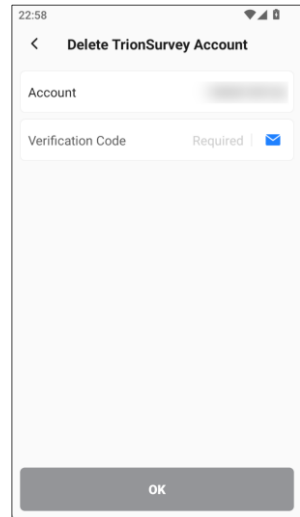 22:58
Delete TrionSurvey Account
Account
Verification Code Required
OK